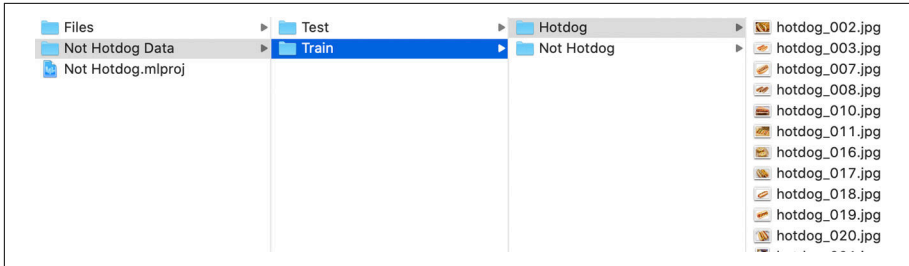 Files
Not Hotdog Data
Not Hotdog.mlproj
Test
Train
Hotdog
Not Hotdog
hotdog_002.jpg
hotdog_003.jpg
hotdog_007.jpg
hotdog_008.jpg
hotdog_010.jpg
hotdog_011.jpg
hotdog_016.jpg
hotdog_017.jpg
hotdog_018.jpg
hotdog_019.jpg
hotdog_020.jpg